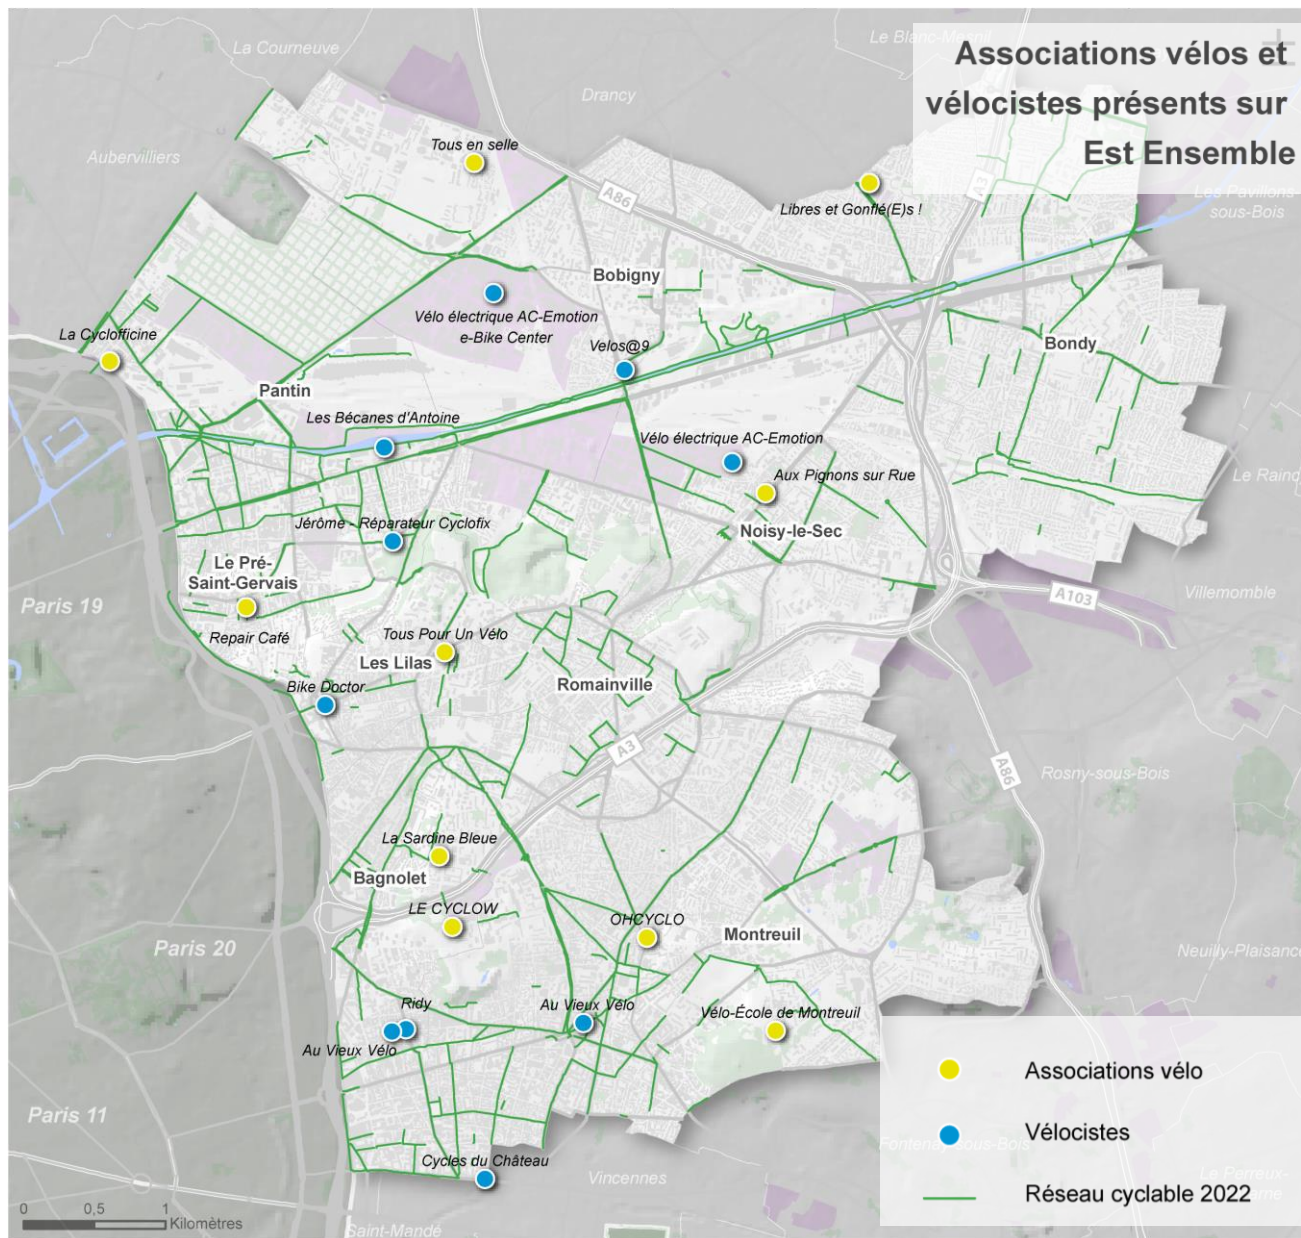 La Courneuve
Le Blanc-Mesnil
Associations vélos et
vélocistes présents sur
Est Ensemble
Drancy
Aubervilliers
Tous en selle
A86
A3
Libres et Gonflé(E)s !
Les Pavillons-
sous-Bois
Bobigny
Vélo électrique AC-Emotion
e-Bike Center
La Cyclofficine
Velos@9
Bondy
Pantin
Les Bécanes d'Antoine
Vélo électrique AC-Emotion
Aux Pignons sur Rue
Le Raincy
Jérôme - Réparateur Cyclofix
Noisy-le-Sec
Le Pré-
Saint-Gervais
Paris 19
A103
Villemomble
Repair Café
Tous Pour Un Vélo
Les Lilas
Romainville
Bike Doctor
A3
A86
Rosny-sous-Bois
La Sardine Bleue
Bagnolet
LE CYCLOW
OHCYCLO
Montreuil
Paris 20
Neuilly-Plaisance
Ridy
Au Vieux Vélo
Vélo-École de Montreuil
Au Vieux Vélo
Paris 11
Associations vélo
Vélocistes
Fontenay-sous-Bois
Cycles du Château
Vincennes
Réseau cyclable 2022
0 0,5 1
Kilomètres
Saint-Mandé